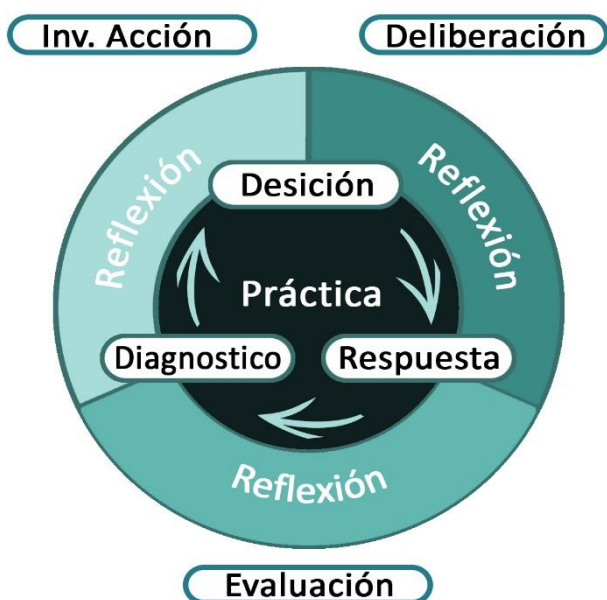 Inv. Acción
Deliberación
Reflexión
Reflexión
Desición
Práctica
Diagnostico
Respuesta
Reflexión
Evaluación